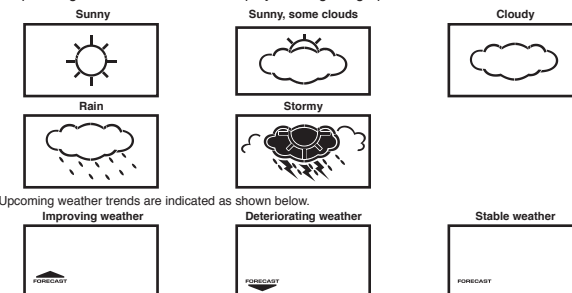 Sunny Sunny, some clouds Cloudy
Rain Stormy
Upcoming weather trends are indicated as shown below.
Improving weather Deteriorating weather Stable weather
FORECAST FORECAST FORECAST